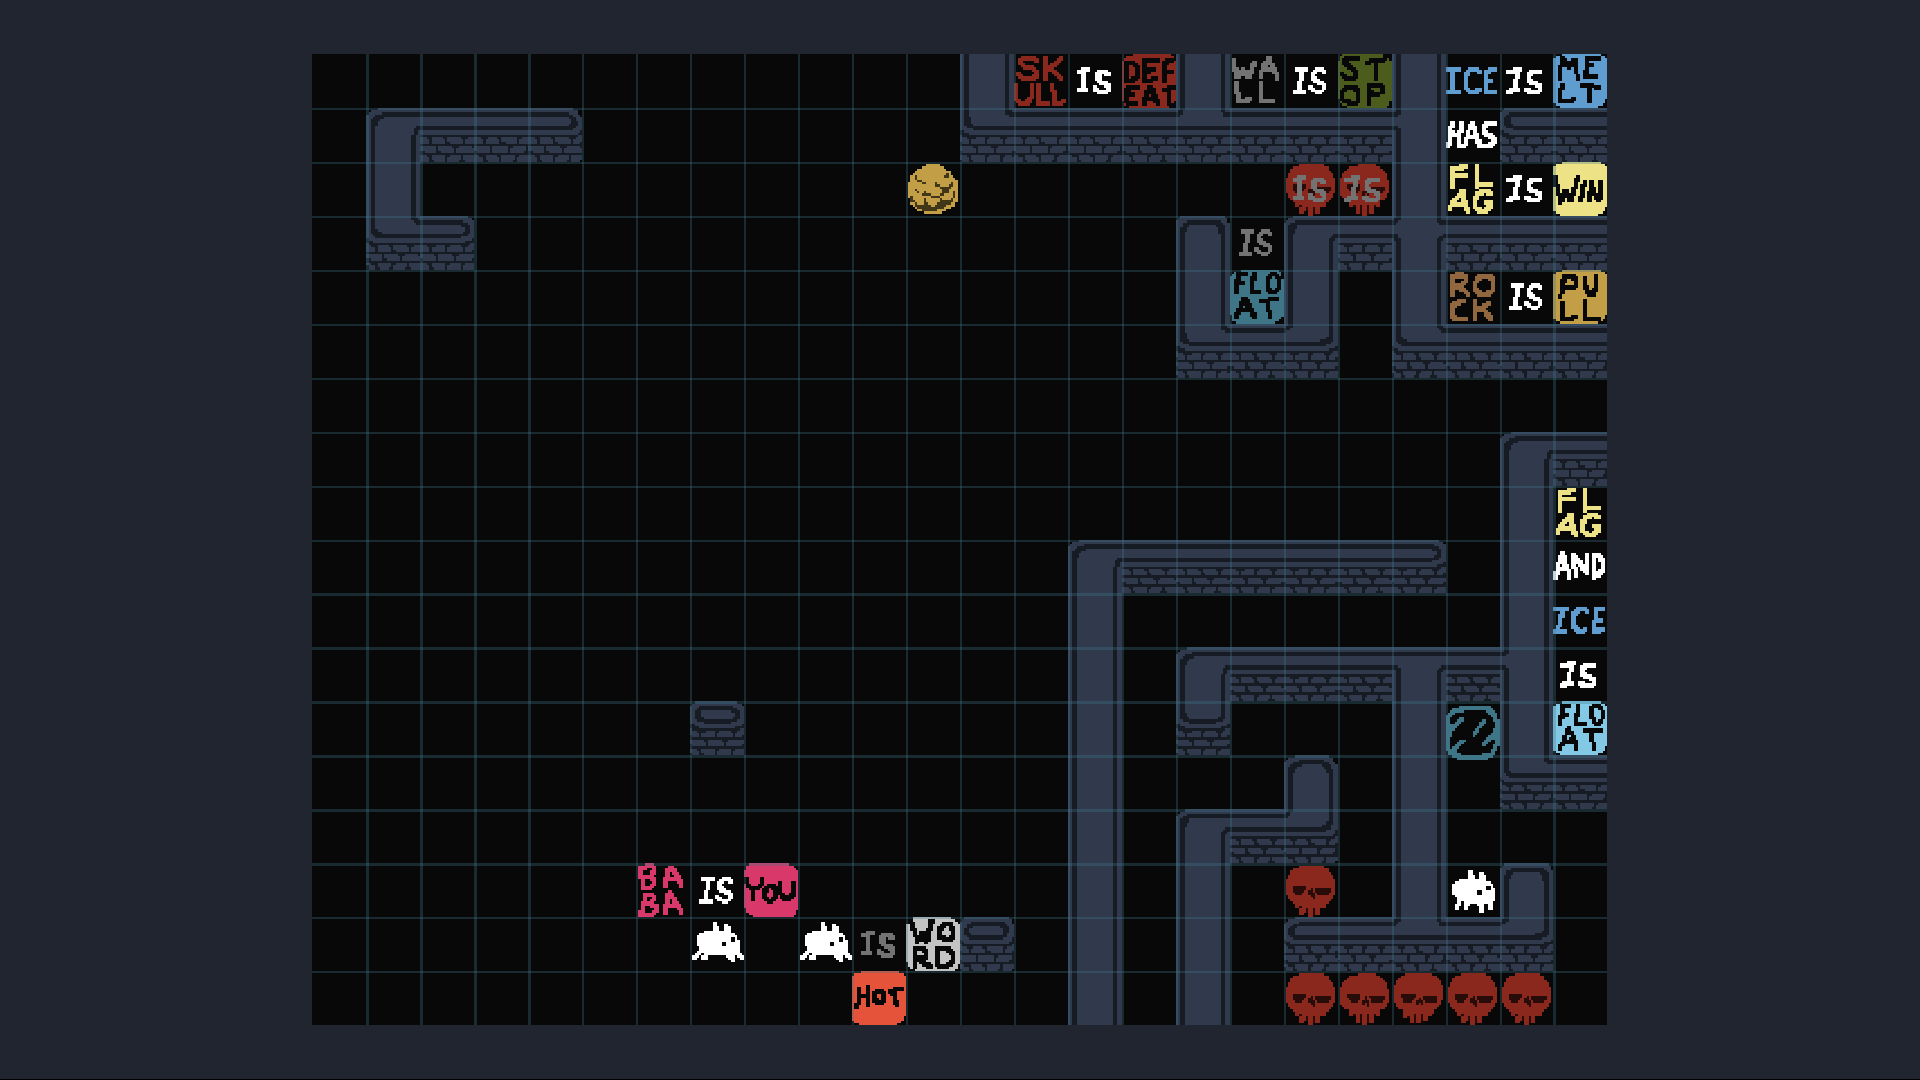 SKULL IS DEFEAT WALL IS STOP ICE IS MELT
HAS
IS IS FLAG IS WIN
IS
FLOAT ROCK IS PULL
FLAG
AND
ICE
IS
FLOAT
BABA IS YOU
IS WORD
HOT